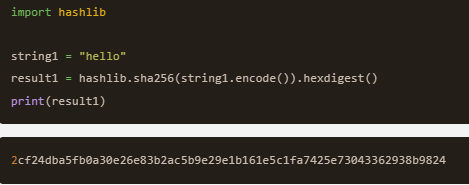 import hashlib
string1 = "hello"
result1 = hashlib.sha256(string1.encode()).hexdigest()
print(result1)
2cf24dba5fb0a30e26e83b2ac5b9e29e1b161e5c1fa7425e73043362938b9824